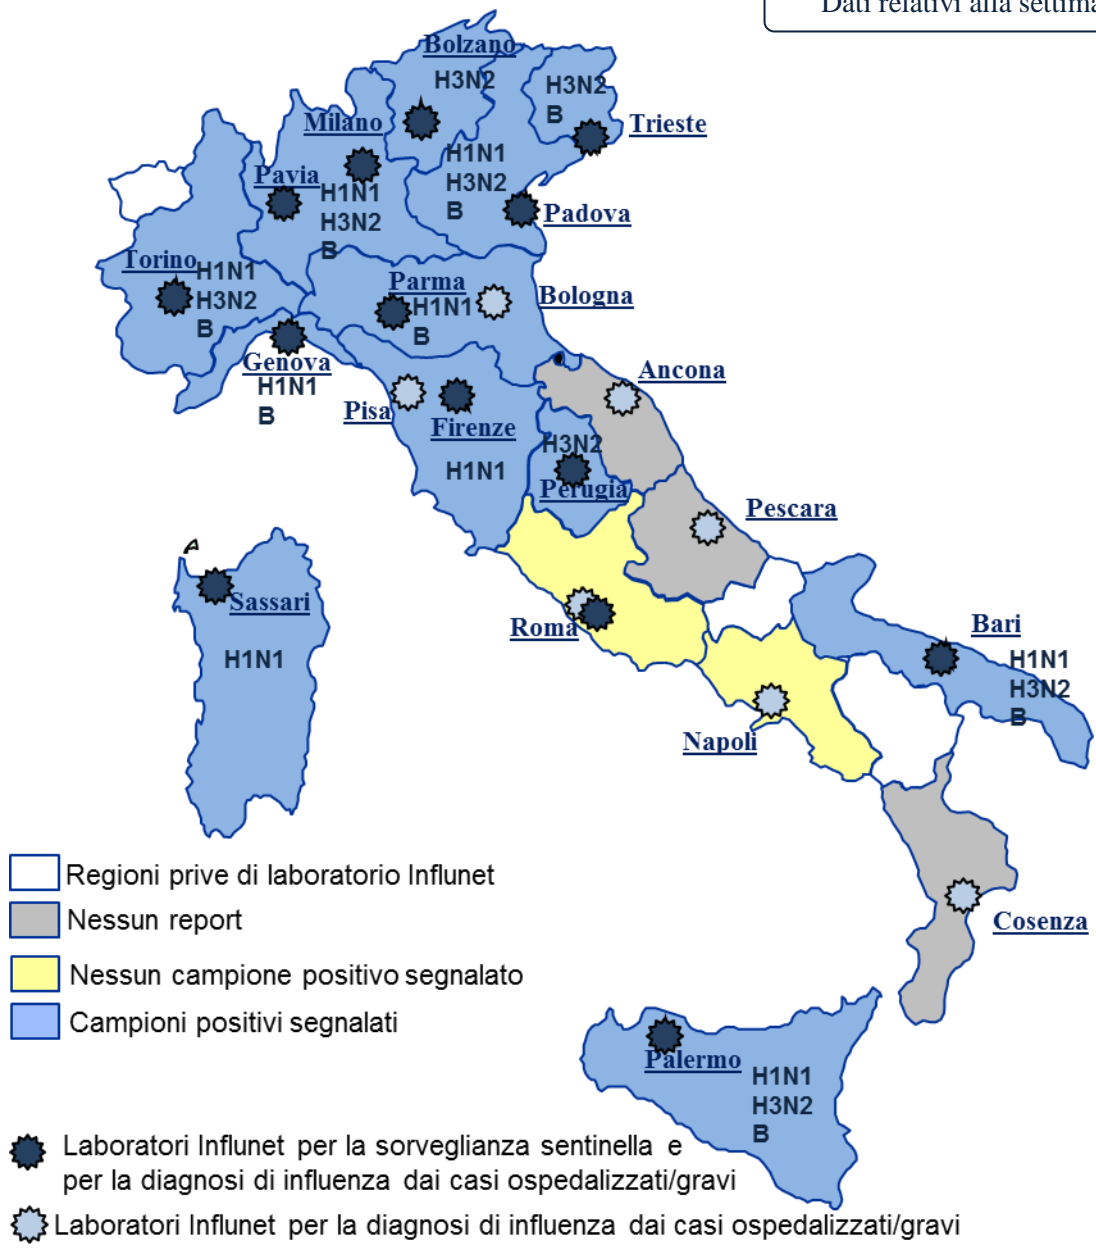 Dati relativi alla
Bolzano
H3N2
H3N2
B
Trieste
Milano
H1N1
H3N2
B
Padova
Pavia
H1N1
H3N2
B
Torino
H1N1
H3N2
B
Parma
H1N1
B
Bologna
Genova
H1N1
B
Pisa
Firenze
H1N1
Ancona
H3N2
Perugia
Pescara
Sassari
H1N1
Roma
Napoli
Bari
H1N1
H3N2
B
Cosenza
Regioni prive di laboratorio Influnet
Nessun report
Nessun campione positivo segnalato
Campioni positivi segnalati
Palermo
H1N1
H3N2
B
Laboratori Influnet per la sorveglianza sentinella e
per la diagnosi di influenza dai casi ospedalizzati/gravi
Laboratori Influnet per la diagnosi di influenza dai casi ospedalizzati/gravi